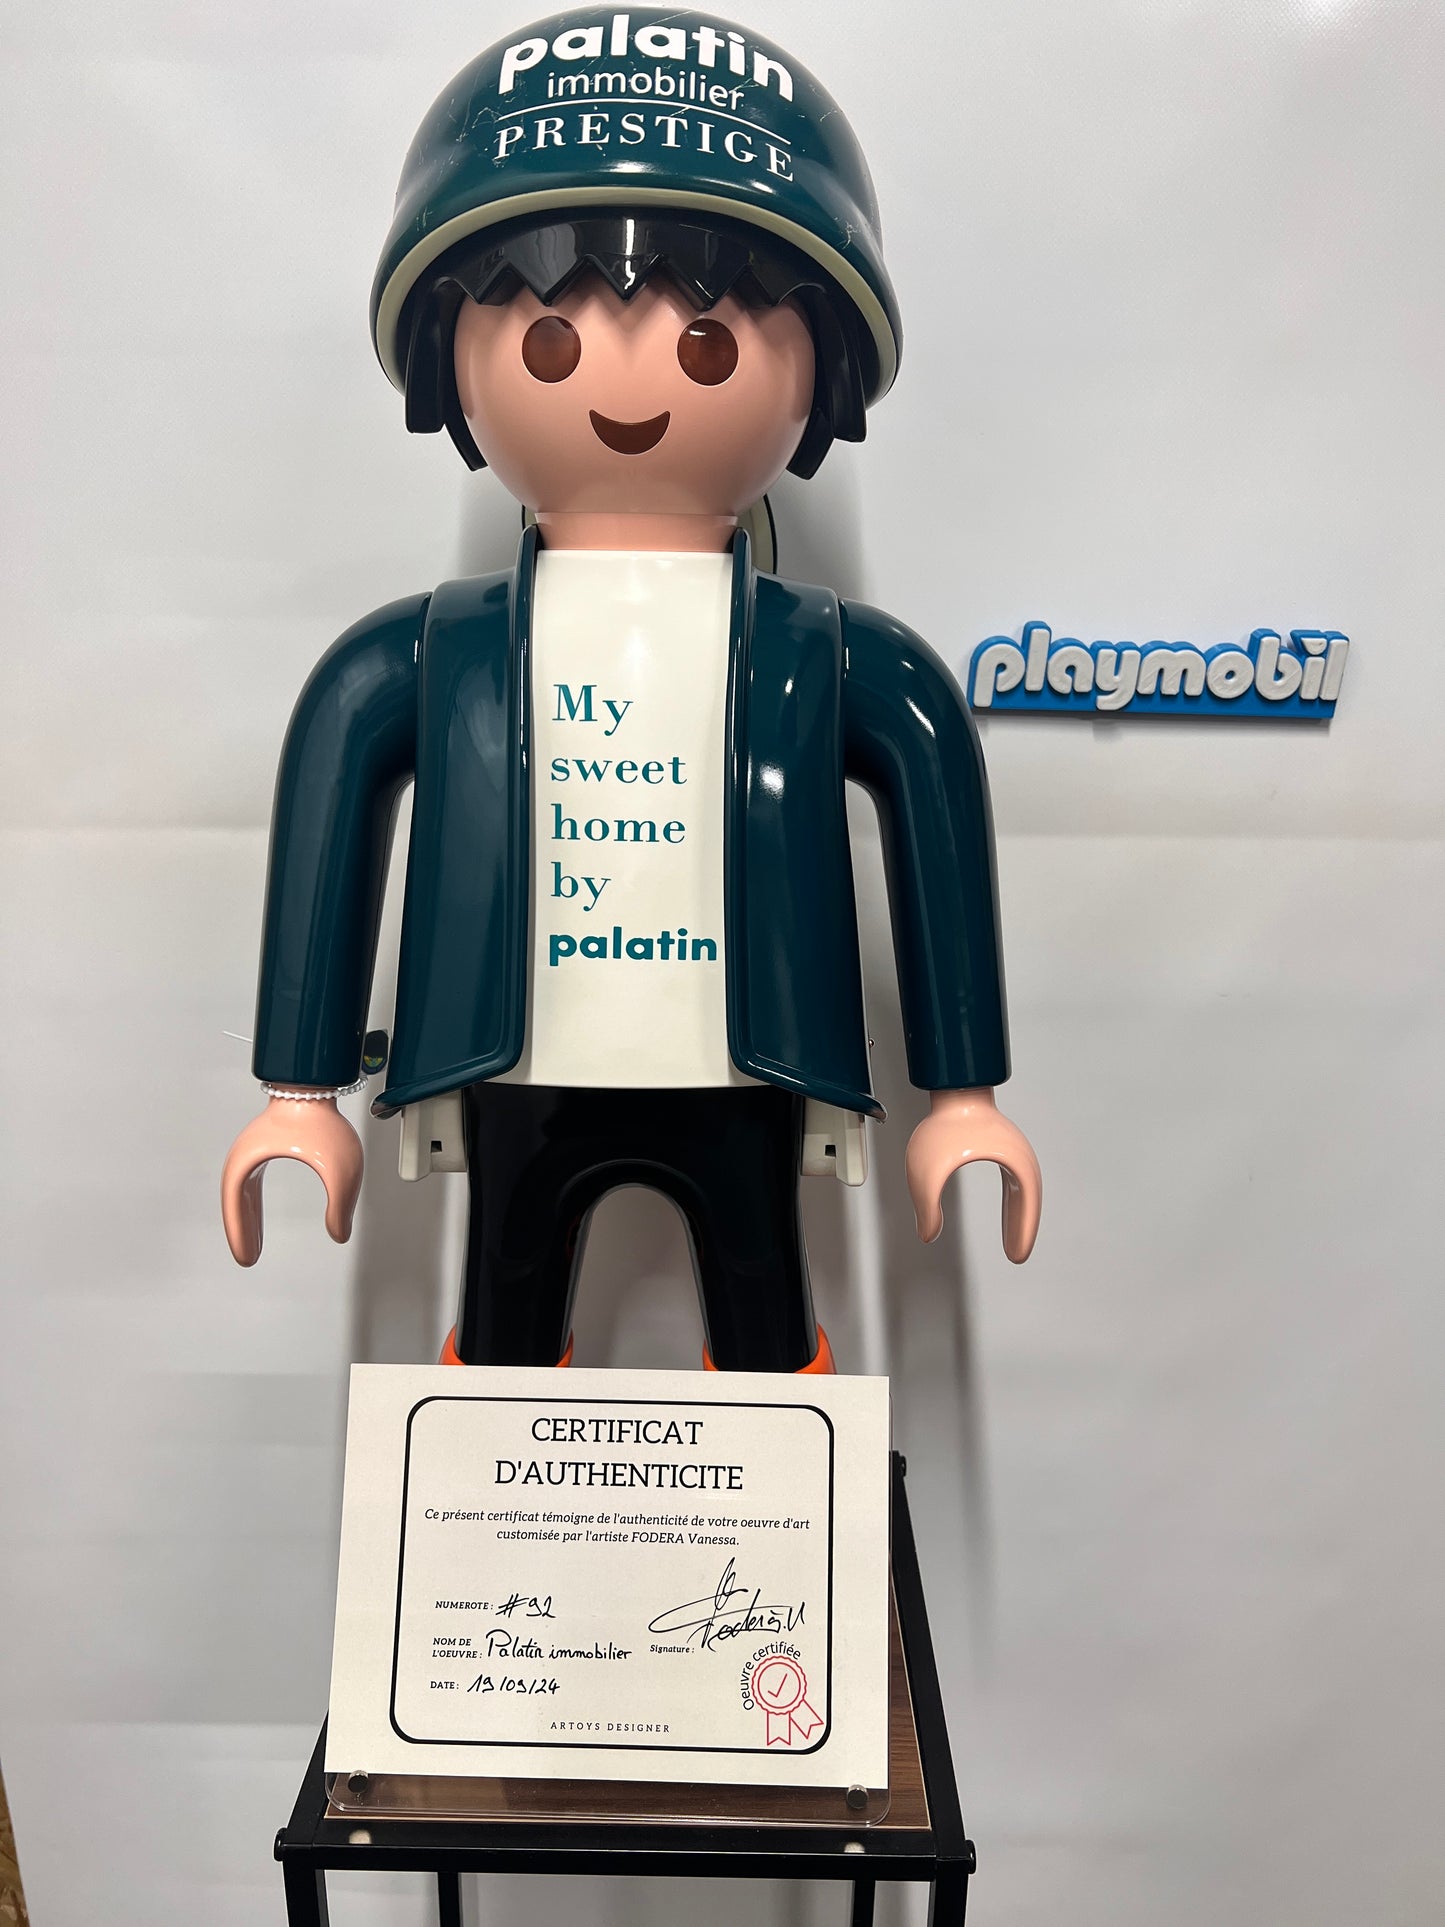 palatin
immobilier
PRESTIGE
playmobil
My
sweet
home
by
palatin
CERTIFICAT
D'AUTHENTICITE
Ce présent certificat témoigne de l'authenticité de votre oeuvre d'art
customisée par l'artiste FODERA Vanessa.
NUMEROTE : #92
NOM DE
L'OEUVRE : Palatin immobilier
Signature :
Fodera.V
DATE : 19/09/24
Oeuvre certifiée
ARTOYS DESIGNER